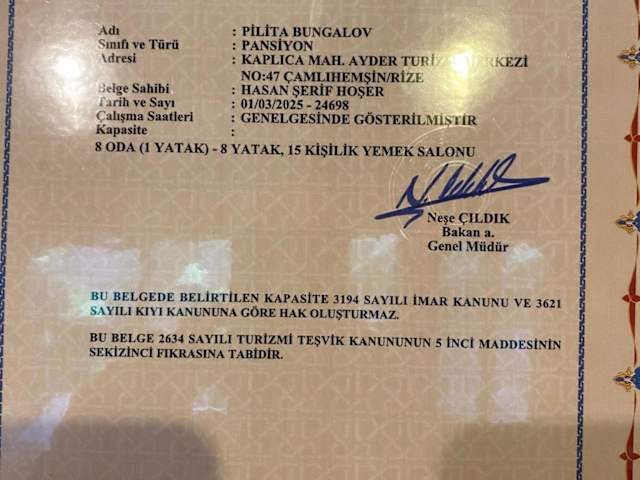 Adı : PİLİTA BUNGALOV
Sınıfı ve Türü : PANSİYON
Adresi : KAPLICA MAH. AYDER TURİZM MERKEZİ
NO:47 ÇAMLIHEMŞİN/RİZE
Belge Sahibi : HASAN ŞERİF HOŞER
Tarih ve Sayı : 01/03/2025 - 24698
Çalışma Saatleri : GENELGESİNDE GÖSTERİLMİŞTİR
Kapasite :
8 ODA (1 YATAK) - 8 YATAK, 15 KİŞİLİK YEMEK SALONU
Neşe ÇILDIK
Bakan a.
Genel Müdür
BU BELGEDE BELİRTİLEN KAPASİTE 3194 SAYILI İMAR KANUNU VE 3621
SAYILI KIYI KANUNUNA GÖRE HAK OLUŞTURMAZ.
BU BELGE 2634 SAYILI TURİZMİ TEŞVİK KANUNUNUN 5 İNCİ MADDESİNİN
SEKİZİNCİ FIKRASINA TABİDİR.